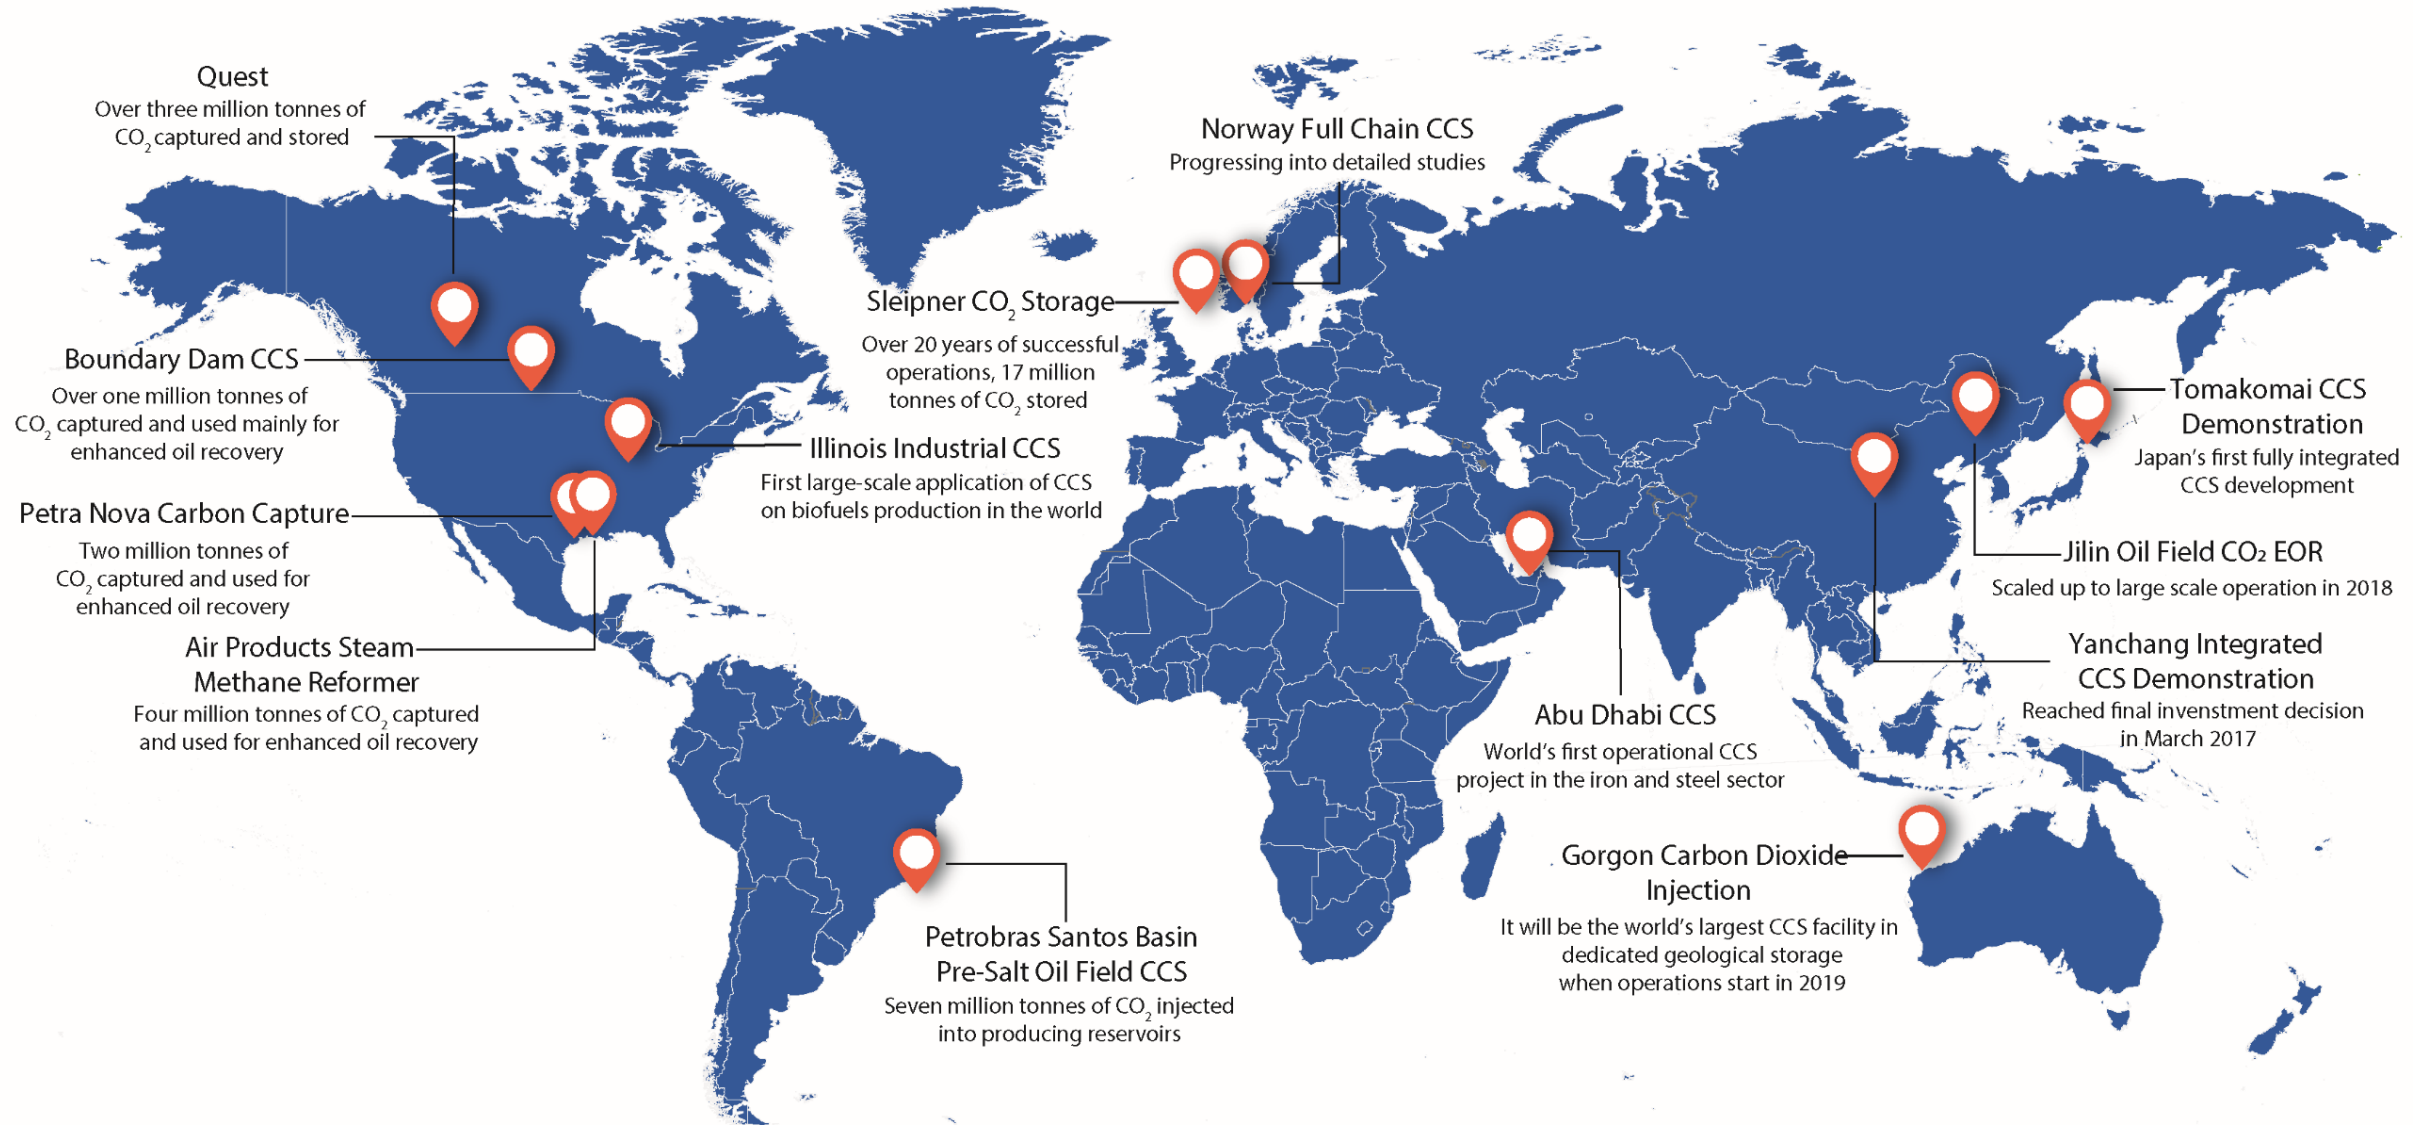 Quest
Over three million tonnes of
CO₂ captured and stored
Norway Full Chain CCS
Progressing into detailed studies
Sleipner CO₂ Storage
Over 20 years of successful
operations, 17 million
tonnes of CO₂ stored
Boundary Dam CCS
Over one million tonnes of
CO₂ captured and used mainly for
enhanced oil recovery
Illinois Industrial CCS
First large-scale application of CCS
on biofuels production in the world
Tomakomai CCS
Demonstration
Japan's first fully integrated
CCS development
Petra Nova Carbon Capture
Two million tonnes of
CO₂ captured and used for
enhanced oil recovery
Jilin Oil Field CO₂ EOR
Scaled up to large scale operation in 2018
Air Products Steam
Methane Reformer
Four million tonnes of CO₂ captured
and used for enhanced oil recovery
Yanchang Integrated
CCS Demonstration
Reached final invenstment decision
in March 2017
Abu Dhabi CCS
World's first operational CCS
project in the iron and steel sector
Gorgon Carbon Dioxide
Injection
It will be the world's largest CCS facility in
dedicated geological storage
when operations start in 2019
Petrobras Santos Basin
Pre-Salt Oil Field CCS
Seven million tonnes of CO₂ injected
into producing reservoirs